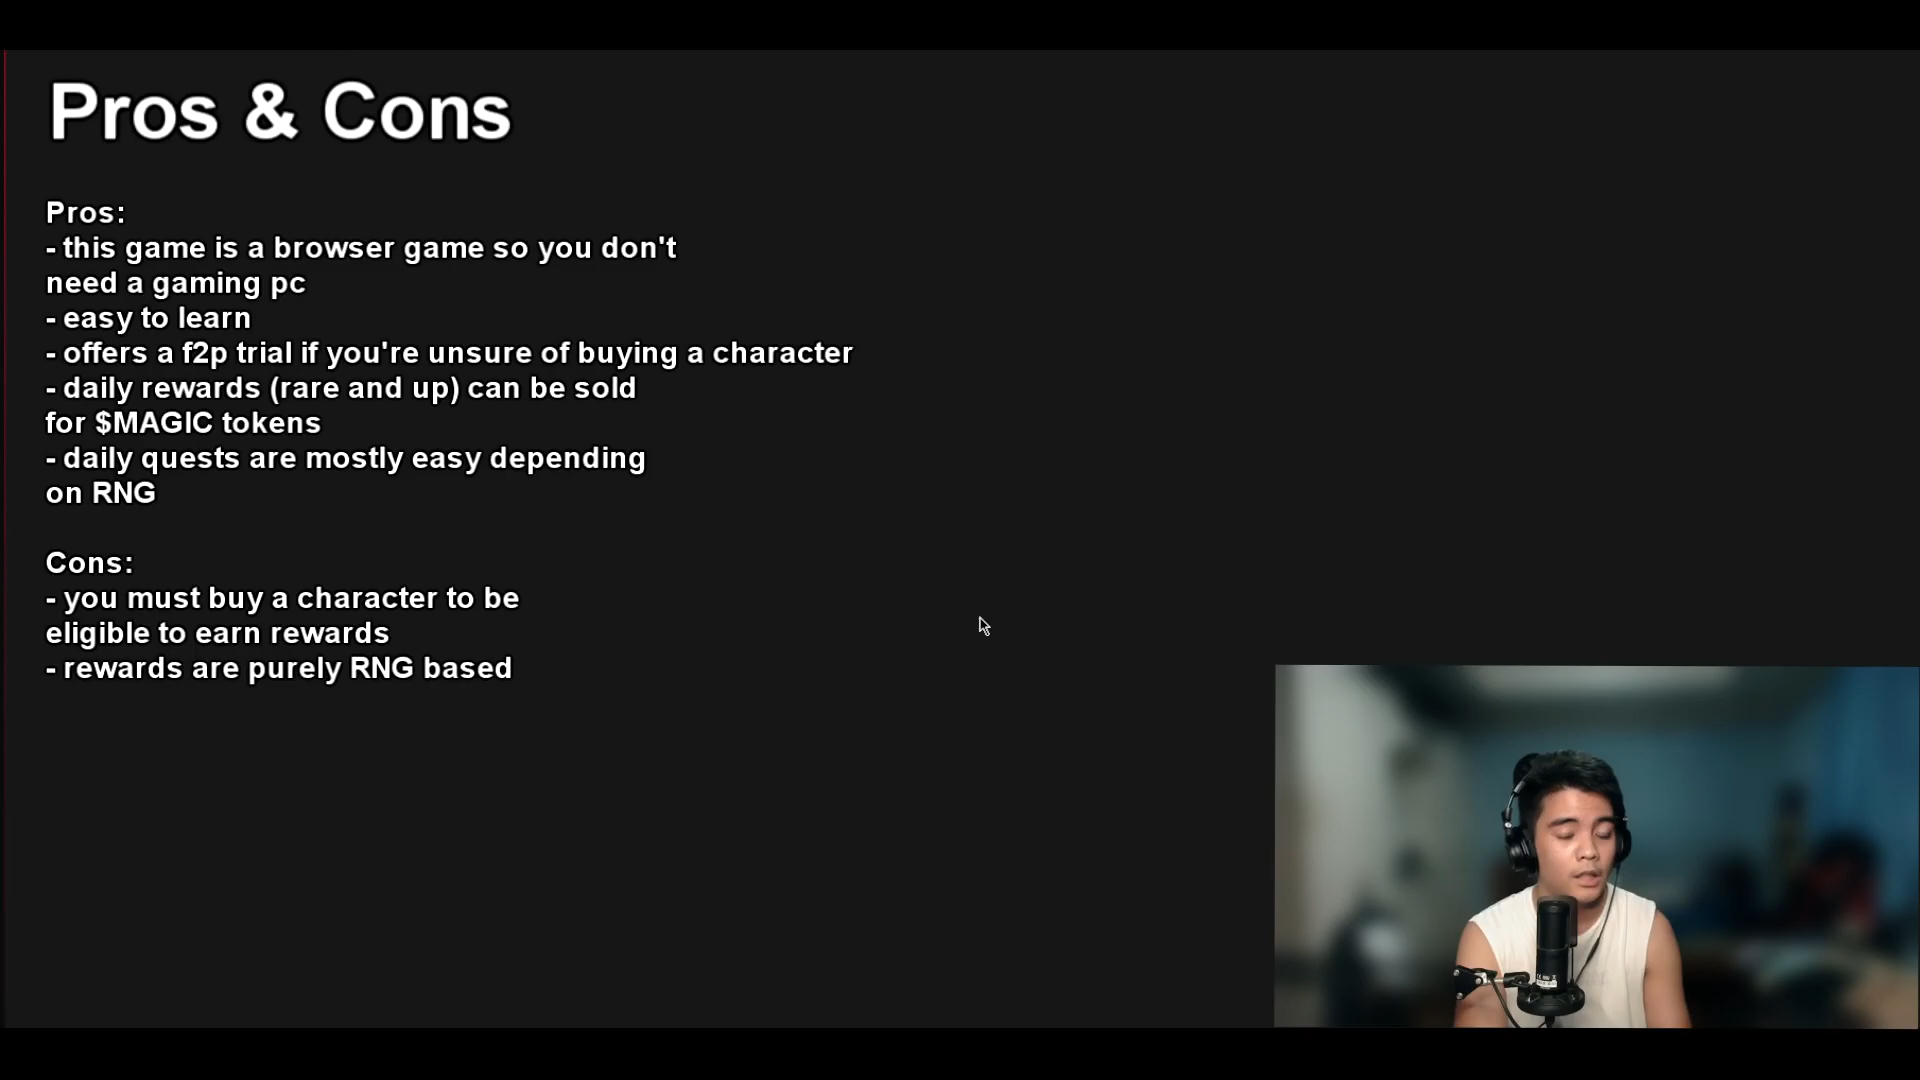 Pros & Cons
Pros:
- this game is a browser game so you don't
need a gaming pc
- easy to learn
- offers a f2p trial if you're unsure of buying a character
- daily rewards (rare and up) can be sold
for $MAGIC tokens
- daily quests are mostly easy depending
on RNG
Cons:
- you must buy a character to be
eligible to earn rewards
- rewards are purely RNG based